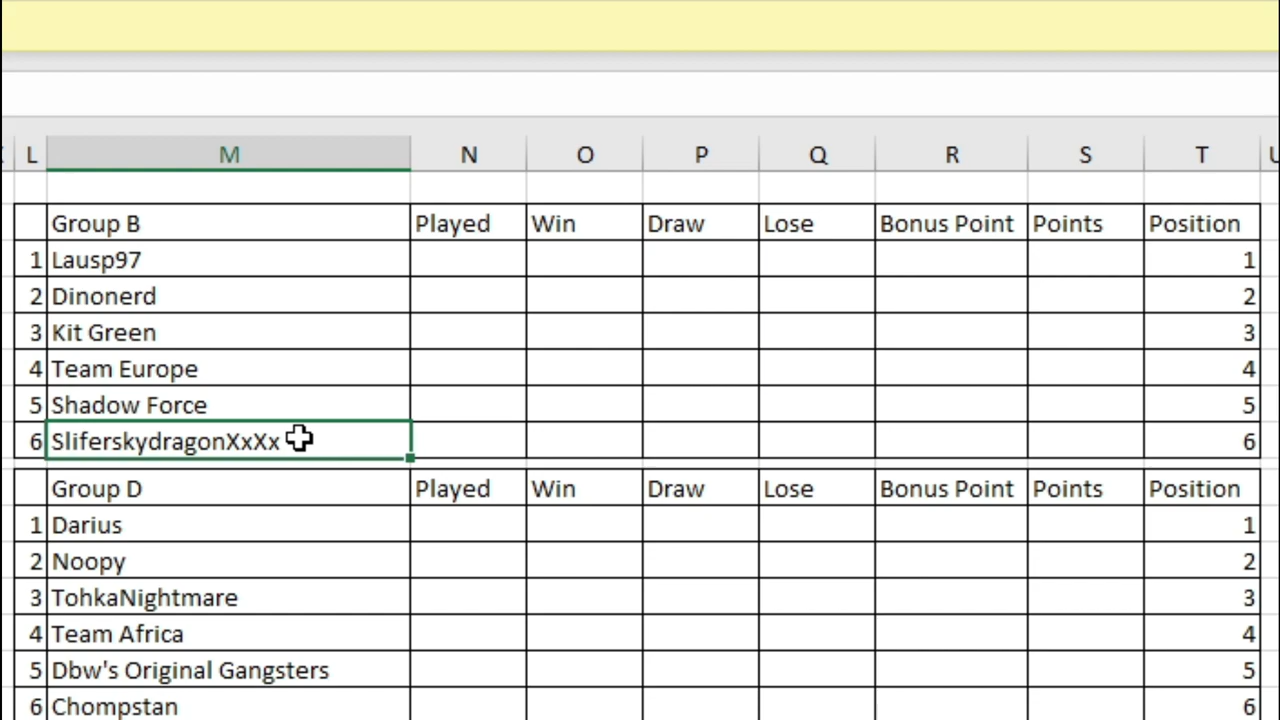 L M N O P Q R S T
Group B Played Win Draw Lose Bonus Point Points Position
1 Lausp97 1
2 Dinonerd 2
3 Kit Green 3
4 Team Europe 4
5 Shadow Force 5
6 SliferskydragonXxXx 6
Group D Played Win Draw Lose Bonus Point Points Position
1 Darius 1
2 Noopy 2
3 TohkaNightmare 3
4 Team Africa 4
5 Dbw's Original Gangsters 5
6 Chompstan 6